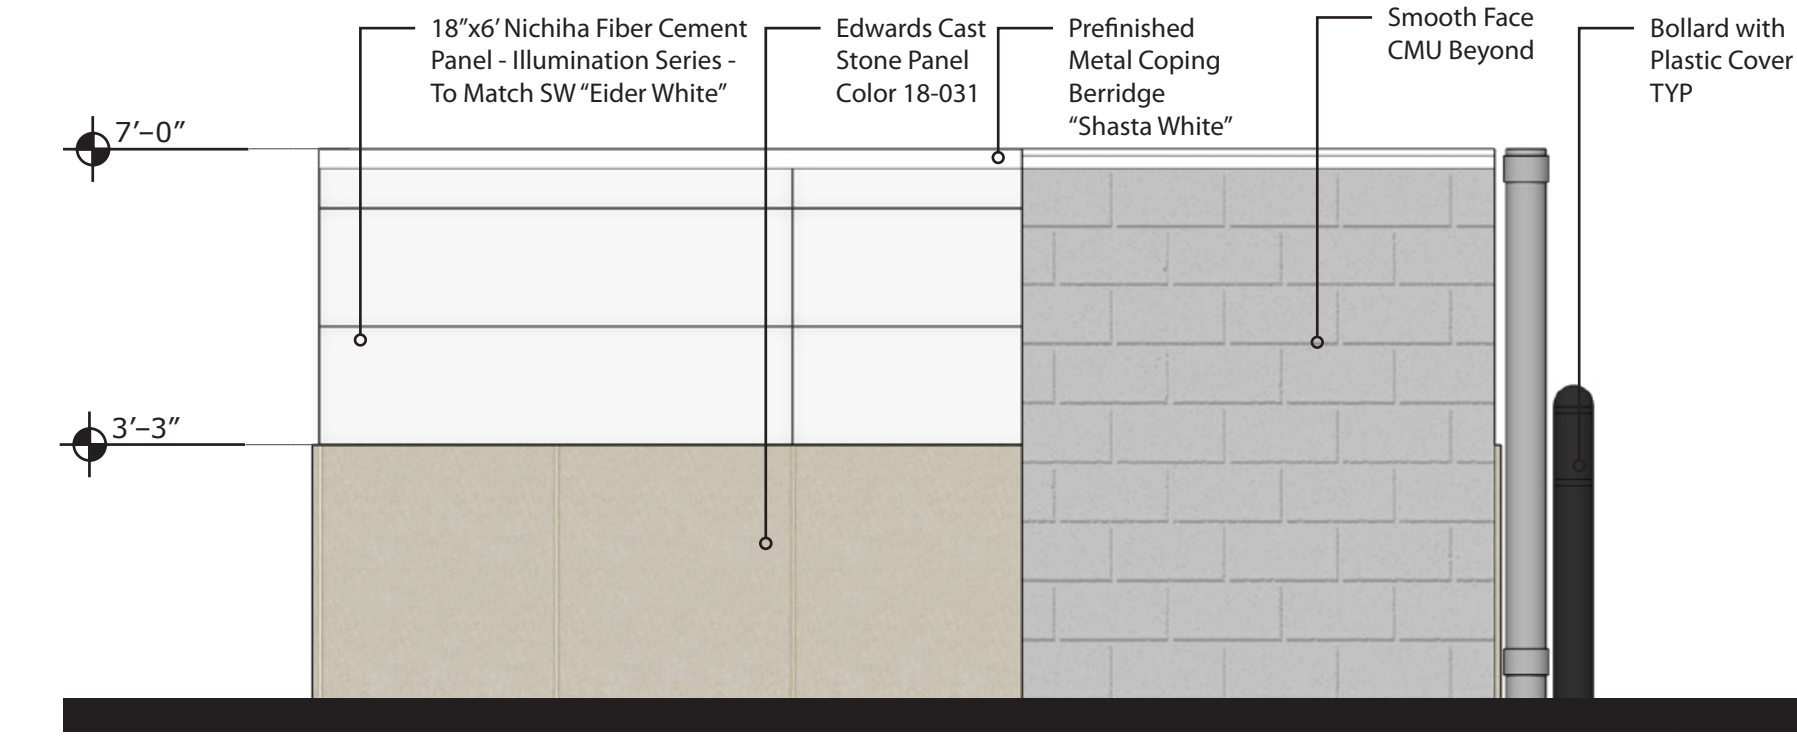 18”x6’ Nichiha Fiber Cement
Panel - Illumination Series -
To Match SW “Eider White”
Edwards Cast
Stone Panel
Color 18-031
Prefinished
Metal Coping
Berridge
“Shasta White”
Smooth Face
CMU Beyond
Bollard with
Plastic Cover
TYP
7’–0”
3’–3”